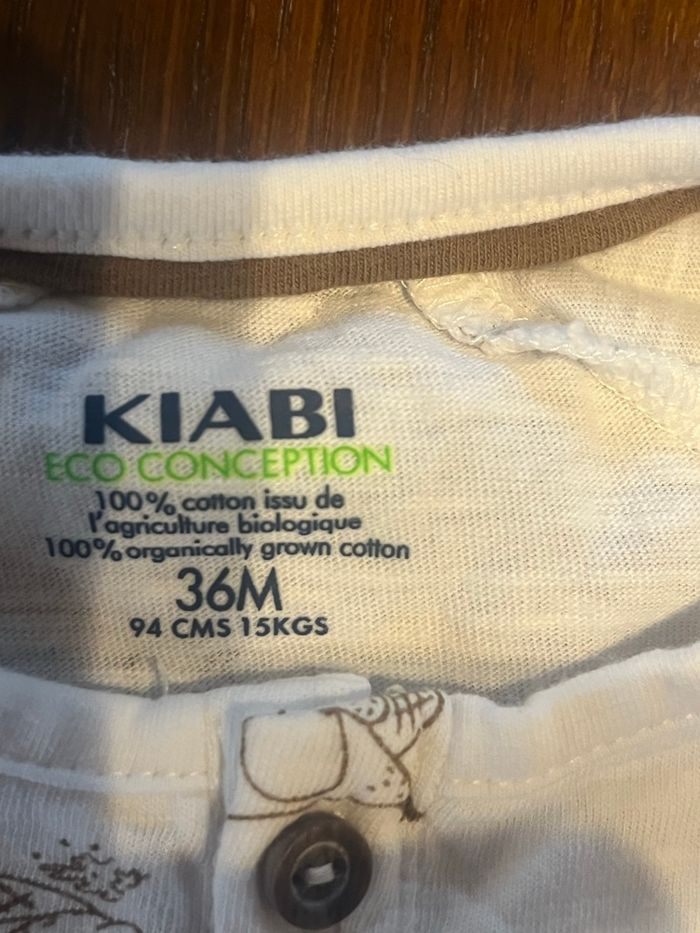 KIABI
ECO CONCEPTION
100% cotton issu de
l'agriculture biologique
100% organically grown cotton
36M
94 CMS 15KGS